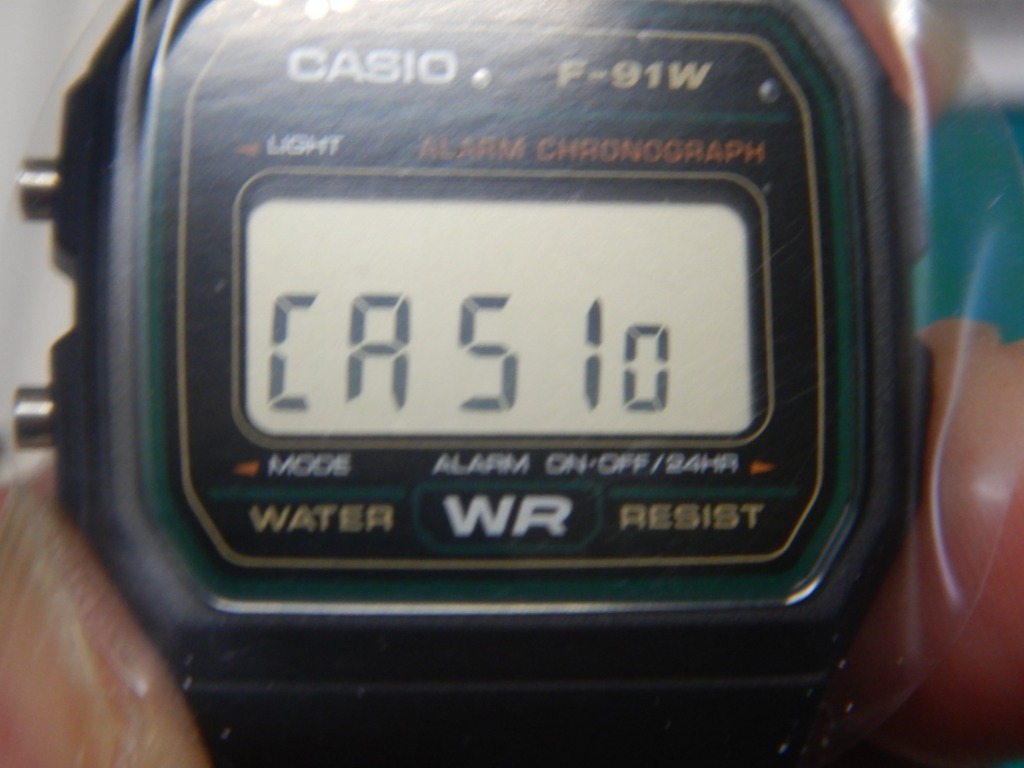 CASIO F-91W
LIGHT ALARM CHRONOGRAPH
CASIo
MODE ALARM ON·OFF/24HR
WATER WR RESIST